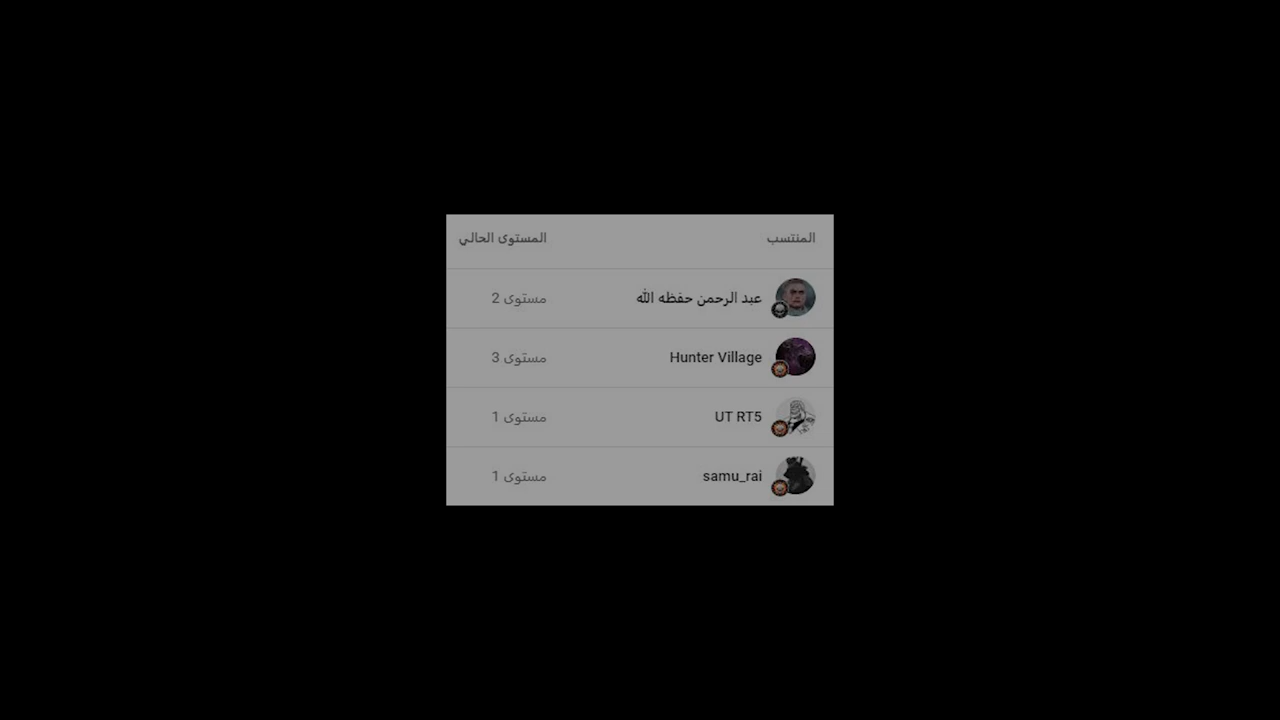 المنتسب المستوى الحالي
عبد الرحمن حفظه الله مستوى 2
Hunter Village مستوى 3
UT RT5 مستوى 1
samu_rai مستوى 1